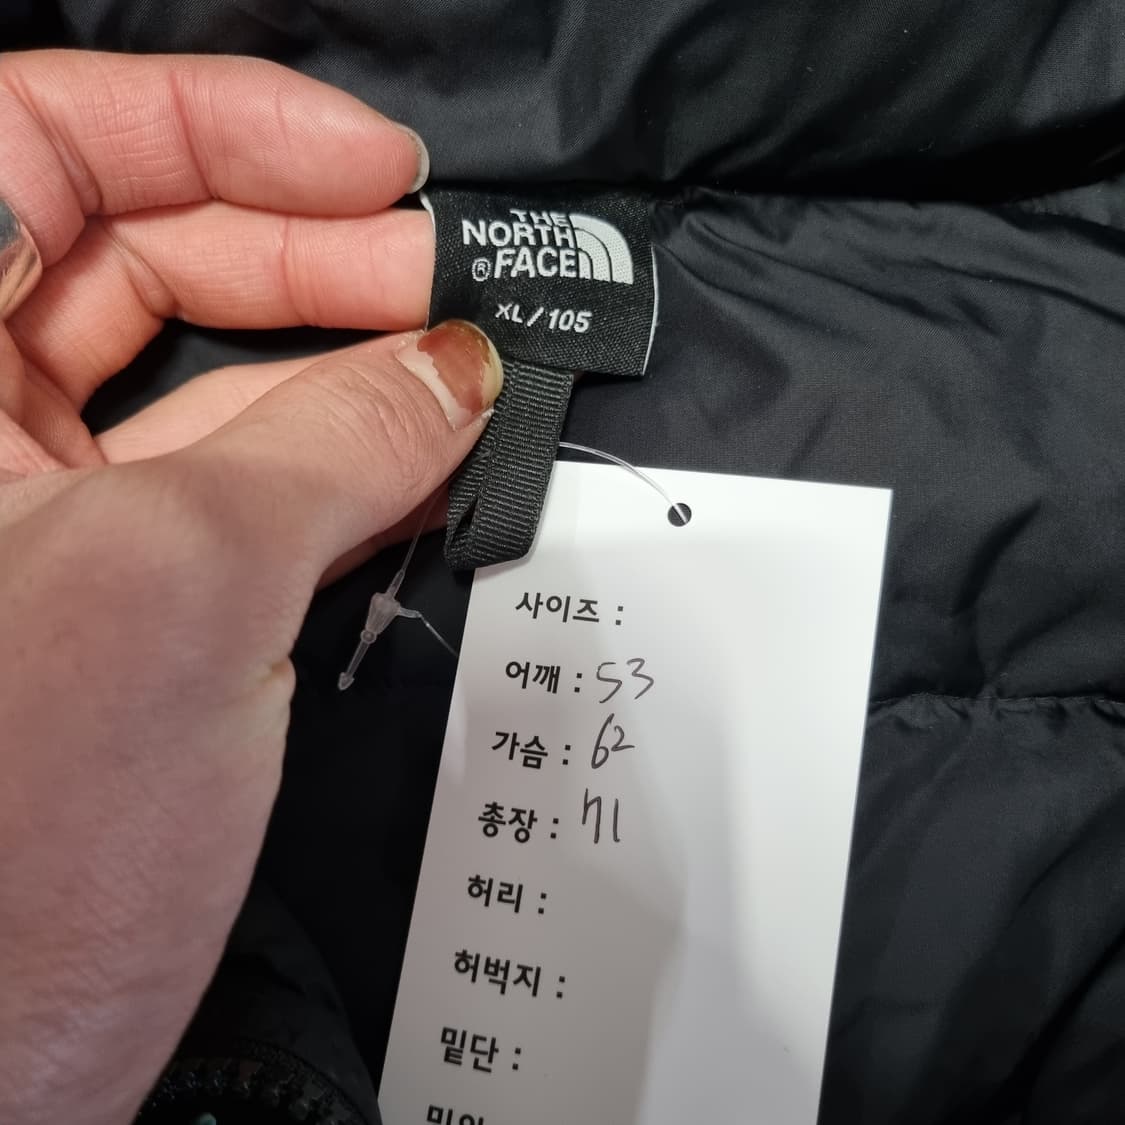 THE
NORTH
®FACE
XL/105
사이즈 :
어깨 : 53
가슴 : 62
총장 : 71
허리 :
허벅지 :
밑단 :